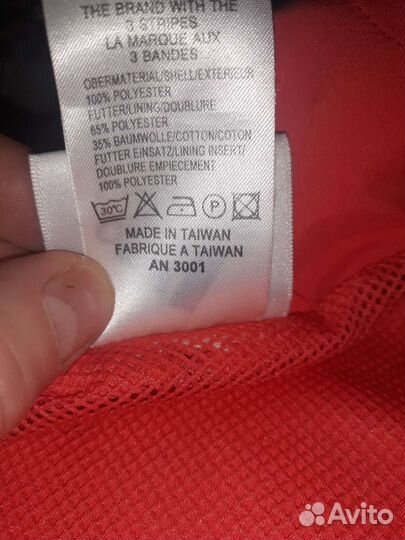 THE BRAND WITH THE
3 STRIPES
LA MARQUE AUX
3 BANDES
OBERMATERIAL/SHELL/EXTERIEUR
100% POLYESTER
FUTTER/LINING/DOUBLURE
65% POLYESTER
35% BAUMWOLLE/COTTON/COTON
FUTTER EINSATZ/LINING INSERT/
DOUBLURE EMPIECEMENT
100% POLYESTER
30°C P
MADE IN TAIWAN
FABRIQUE A TAIWAN
AN 3001
Avito